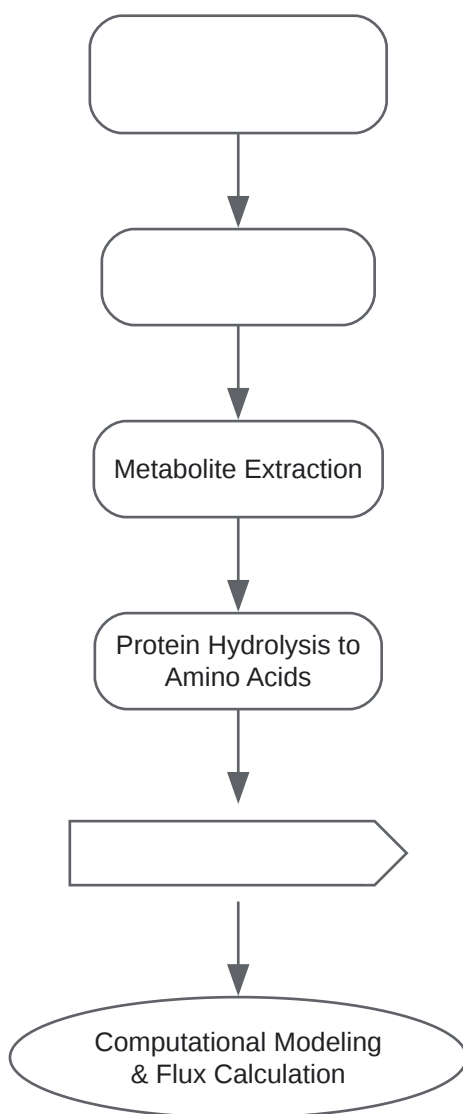 Metabolite Extraction
Protein Hydrolysis to
Amino Acids
Computational Modeling
& Flux Calculation